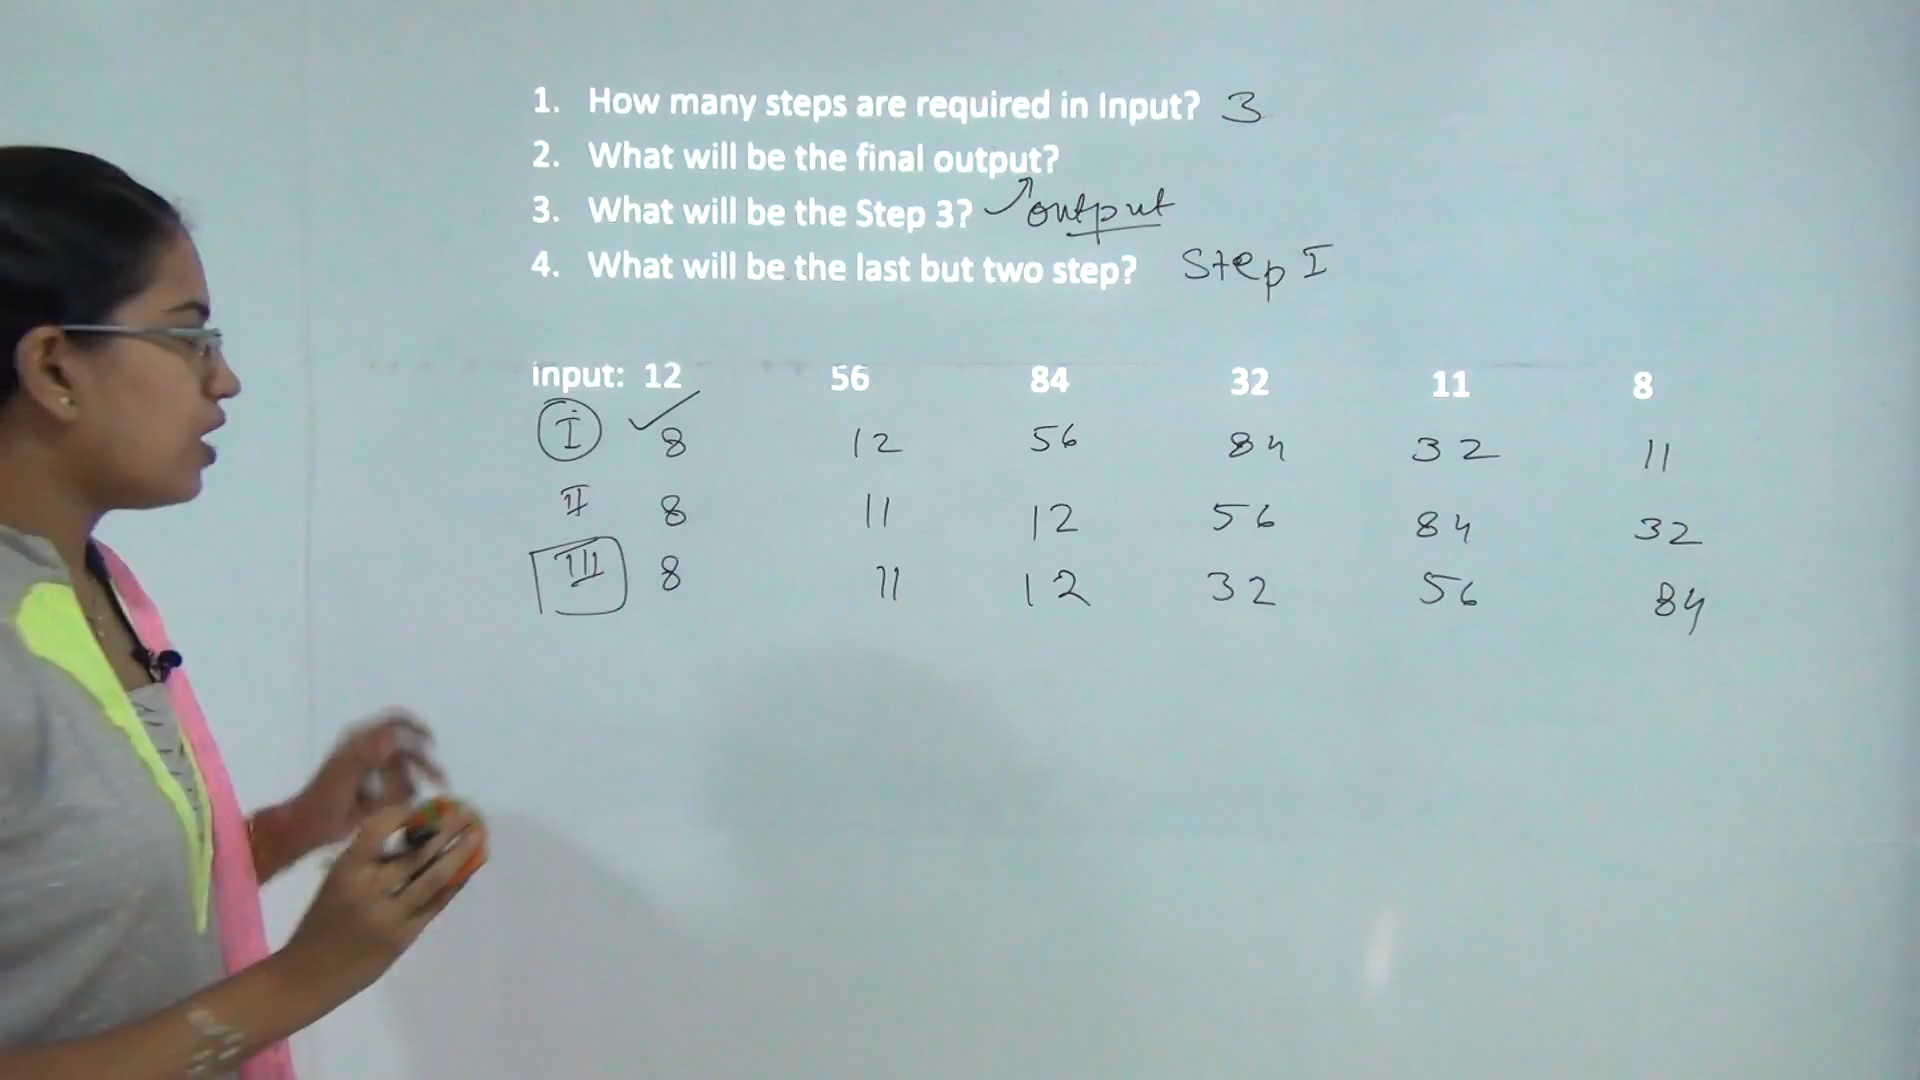 1. How many steps are required in Input? 3
2. What will be the final output?
3. What will be the Step 3? output
4. What will be the last but two step? Step I
input: 12 56 84 32 11 8
I 8 12 56 84 32 11
II 8 11 12 56 84 32
III 8 11 12 32 56 84